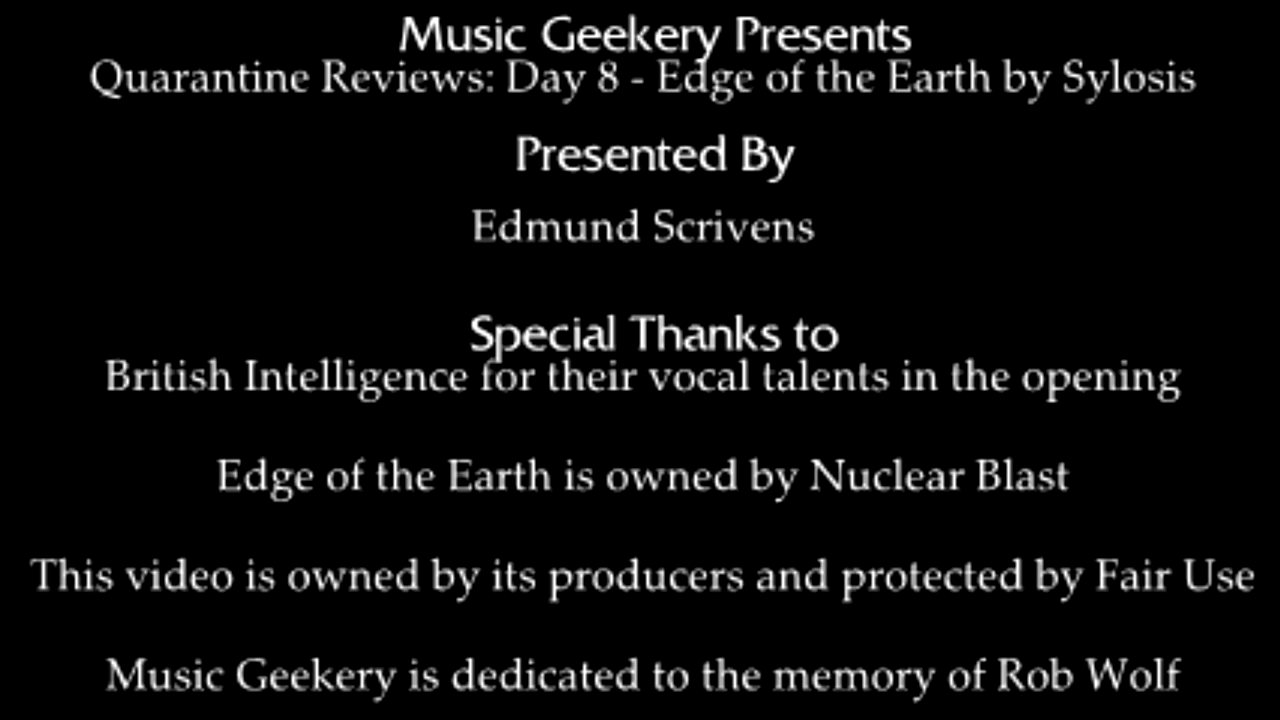 Music Geekery Presents
Quarantine Reviews: Day 8 - Edge of the Earth by Sylosis
Presented By
Edmund Scrivens
Special Thanks to
British Intelligence for their vocal talents in the opening
Edge of the Earth is owned by Nuclear Blast
This video is owned by its producers and protected by Fair Use
Music Geekery is dedicated to the memory of Rob Wolf